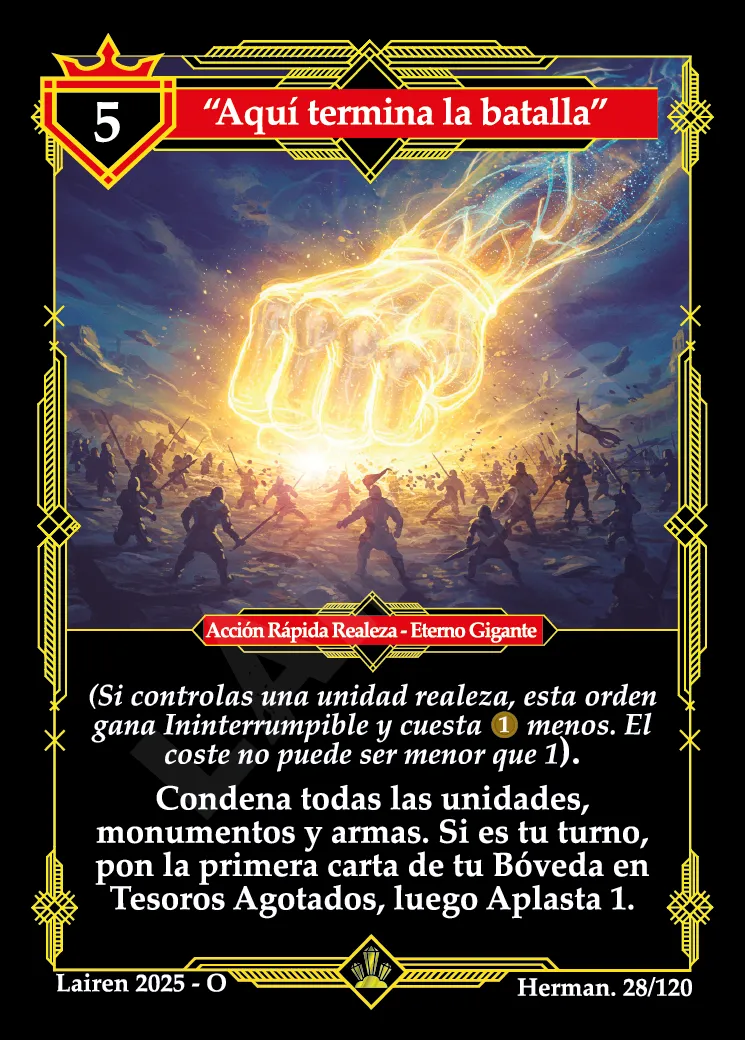 5
“Aquí termina la batalla”
Acción Rápida Realeza - Eterno Gigante
(Si controlas una unidad realeza, esta orden
gana Ininterrumpible y cuesta 1 menos. El
coste no puede ser menor que 1).
Condena todas las unidades,
monumentos y armas. Si es tu turno,
pon la primera carta de tu Bóveda en
Tesoros Agotados, luego Aplasta 1.
Lairen 2025 - O
Herman. 28/120